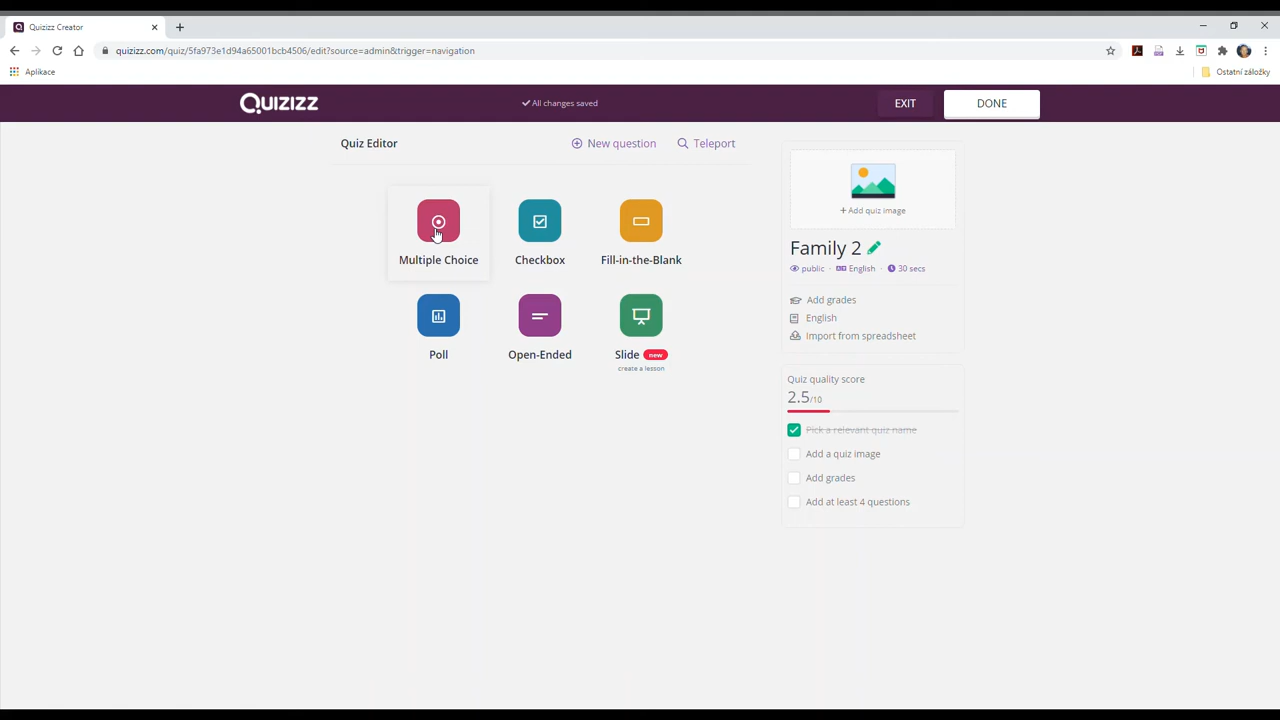 Quizizz Creator
quizizz.com/quiz/5fa973e1d94a65001bcb4506/edit?source=admin&trigger=navigation
Aplikace
Ostatní záložky
QUIZIZZ
All changes saved
EXIT
DONE
Quiz Editor
New question
Teleport
Multiple Choice
Checkbox
Fill-in-the-Blank
Poll
Open-Ended
Slide new
create a lesson
+ Add quiz image
Family 2
public · English · 30 secs
Add grades
English
Import from spreadsheet
Quiz quality score
2.5/10
Pick a relevant quiz name
Add a quiz image
Add grades
Add at least 4 questions